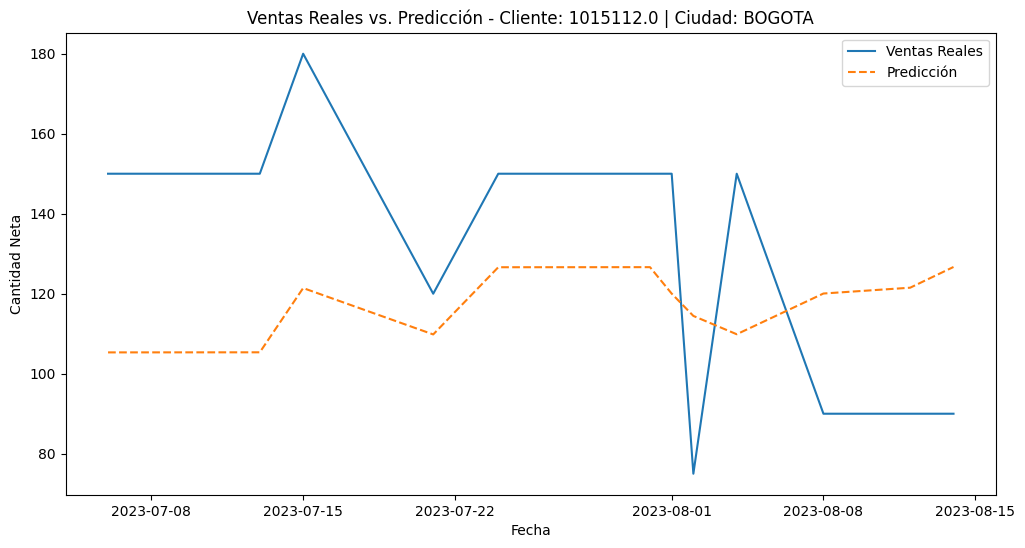 Ventas Reales vs. Predicción - Cliente: 1015112.0 | Ciudad: BOGOTA
Ventas Reales
Predicción
180
160
140
120
100
80
Cantidad Neta
2023-07-08
2023-07-15
2023-07-22
2023-08-01
2023-08-08
2023-08-15
Fecha